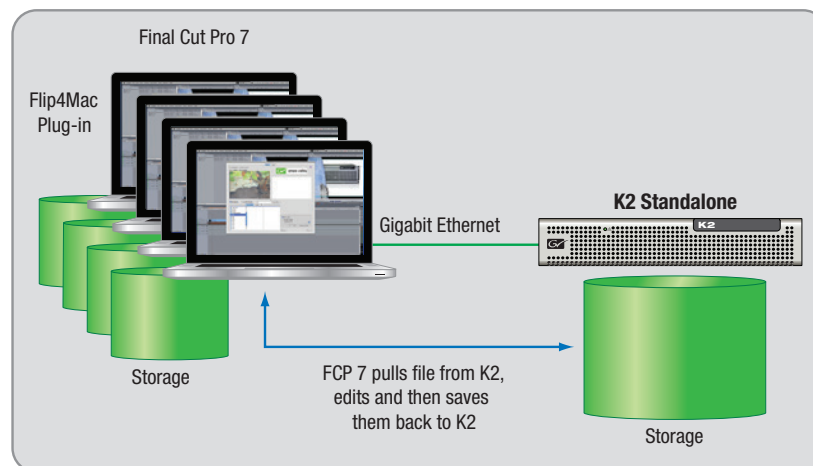 Final Cut Pro 7
Flip4Mac
Plug-in
Gigabit Ethernet
K2 Standalone
K2
Storage
FCP 7 pulls file from K2,
edits and then saves
them back to K2
Storage